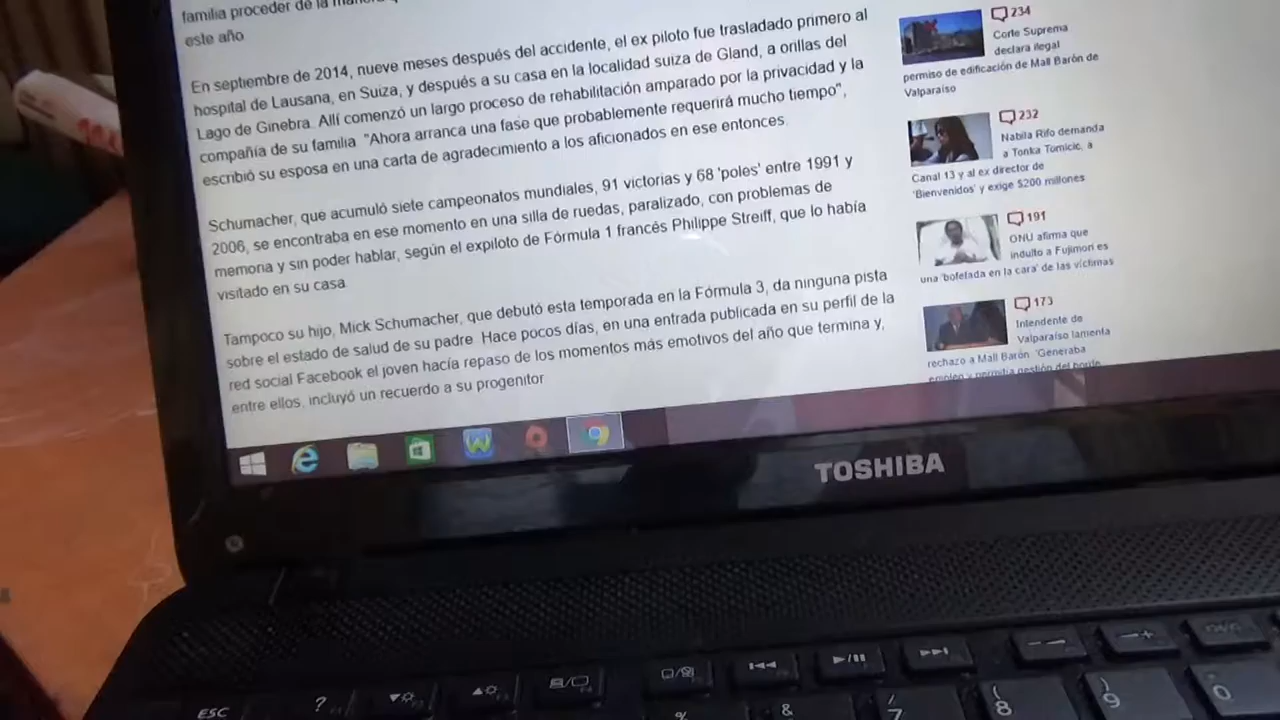 familia proceder de la
este año
En septiembre de 2014, nueve meses después del accidente, el ex piloto fue trasladado primero al
hospital de Lausana, en Suiza, y después a su casa en la localidad suiza de Gland, a orillas del
Lago de Ginebra. Allí comenzó un largo proceso de rehabilitación amparado por la privacidad y la
compañía de su familia. "Ahora arranca una fase que probablemente requerirá mucho tiempo",
escribió su esposa en una carta de agradecimiento a los aficionados en ese entonces.
Schumacher, que acumuló siete campeonatos mundiales, 91 victorias y 68 'poles' entre 1991 y
2006, se encontraba en ese momento en una silla de ruedas, paralizado, con problemas de
memoria y sin poder hablar, según el expiloto de Fórmula 1 francés Philippe Streiff, que lo había
visitado en su casa.
Tampoco su hijo, Mick Schumacher, que debutó esta temporada en la Fórmula 3, da ninguna pista
sobre el estado de salud de su padre. Hace pocos días, en una entrada publicada en su perfil de la
red social Facebook el joven hacía repaso de los momentos más emotivos del año que termina y,
entre ellos, incluyó un recuerdo a su progenitor
234
Corte Suprema
declara ilegal
permiso de edificación de Mall Barón de
Valparaíso
232
Nabila Rifo demanda
a Tonka Tomicic, a
Canal 13 y al ex director de
'Bienvenidos' y exige $200 millones
191
ONU afirma que
indulto a Fujimori es
una 'bofetada en la cara' de las víctimas
173
Intendente de
Valparaíso lamenta
rechazo a Mall Barón: 'Generaba
empleo y permitía gestión del borde
TOSHIBA
ESC
?
%
&
7
(
8
)
9
0